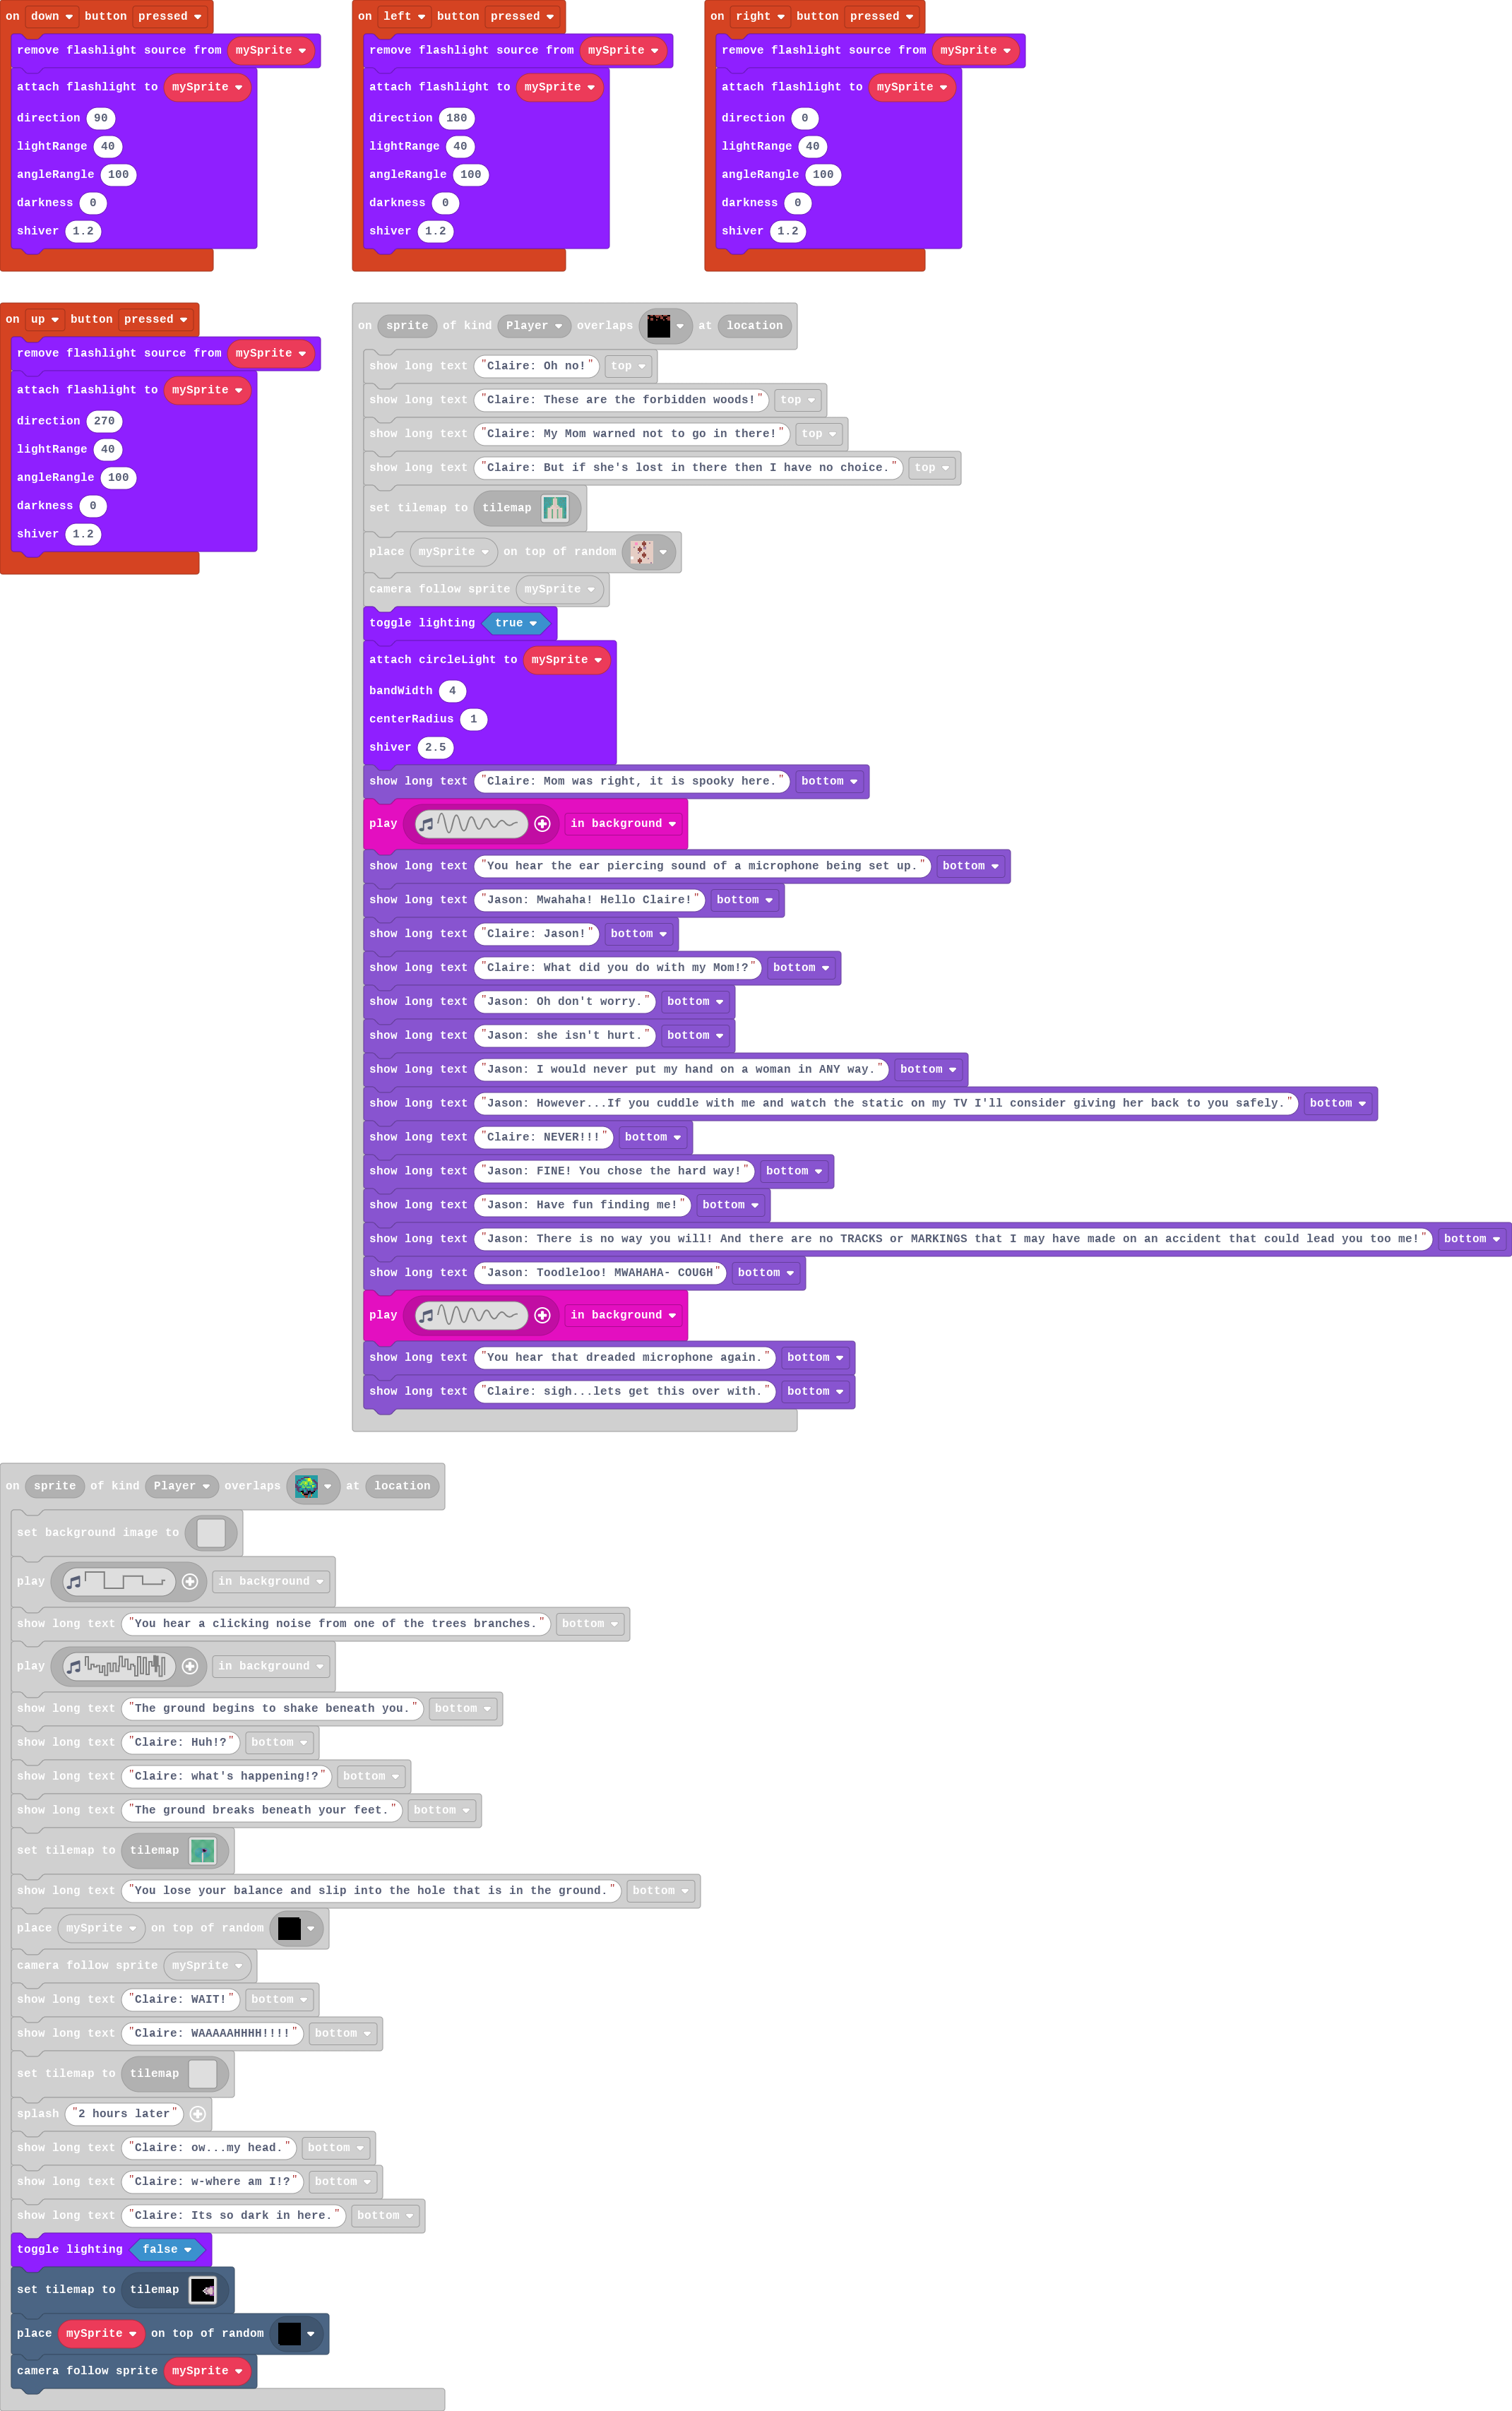 on down button pressed
remove flashlight source from mySprite
attach flashlight to mySprite
direction 90
lightRange 40
angleRangle 100
darkness 0
shiver 1.2
on left button pressed
remove flashlight source from mySprite
attach flashlight to mySprite
direction 180
lightRange 40
angleRangle 100
darkness 0
shiver 1.2
on right button pressed
remove flashlight source from mySprite
attach flashlight to mySprite
direction 0
lightRange 40
angleRangle 100
darkness 0
shiver 1.2
on up button pressed
remove flashlight source from mySprite
attach flashlight to mySprite
direction 270
lightRange 40
angleRangle 100
darkness 0
shiver 1.2
on sprite of kind Player overlaps at location
show long text "Claire: Oh no!" top
show long text "Claire: These are the forbidden woods!" top
show long text "Claire: My Mom warned not to go in there!" top
show long text "Claire: But if she's lost in there then I have no choice." top
set tilemap to tilemap
place mySprite on top of random
camera follow sprite mySprite
toggle lighting true
attach circleLight to mySprite
bandWidth 4
centerRadius 1
shiver 2.5
show long text "Claire: Mom was right, it is spooky here." bottom
play in background
show long text "You hear the ear piercing sound of a microphone being set up." bottom
show long text "Jason: Mwahaha! Hello Claire!" bottom
show long text "Claire: Jason!" bottom
show long text "Claire: What did you do with my Mom!?" bottom
show long text "Jason: Oh don't worry." bottom
show long text "Jason: she isn't hurt." bottom
show long text "Jason: I would never put my hand on a woman in ANY way." bottom
show long text "Jason: However...If you cuddle with me and watch the static on my TV I'll consider giving her back to you safely." bottom
show long text "Claire: NEVER!!!" bottom
show long text "Jason: FINE! You chose the hard way!" bottom
show long text "Jason: Have fun finding me!" bottom
show long text "Jason: There is no way you will! And there are no TRACKS or MARKINGS that I may have made on an accident that could lead you too me!" bottom
show long text "Jason: Toodleloo! MWAHAHA- COUGH" bottom
play in background
show long text "You hear that dreaded microphone again." bottom
show long text "Claire: sigh...lets get this over with." bottom
on sprite of kind Player overlaps at location
set background image to
play in background
show long text "You hear a clicking noise from one of the trees branches." bottom
play in background
show long text "The ground begins to shake beneath you." bottom
show long text "Claire: Huh!?" bottom
show long text "Claire: what's happening!?" bottom
show long text "The ground breaks beneath your feet." bottom
set tilemap to tilemap
show long text "You lose your balance and slip into the hole that is in the ground." bottom
place mySprite on top of random
camera follow sprite mySprite
show long text "Claire: WAIT!" bottom
show long text "Claire: WAAAAAHHHH!!!!" bottom
set tilemap to tilemap
splash "2 hours later"
show long text "Claire: ow...my head." bottom
show long text "Claire: w-where am I!?" bottom
show long text "Claire: Its so dark in here." bottom
toggle lighting false
set tilemap to tilemap
place mySprite on top of random
camera follow sprite mySprite